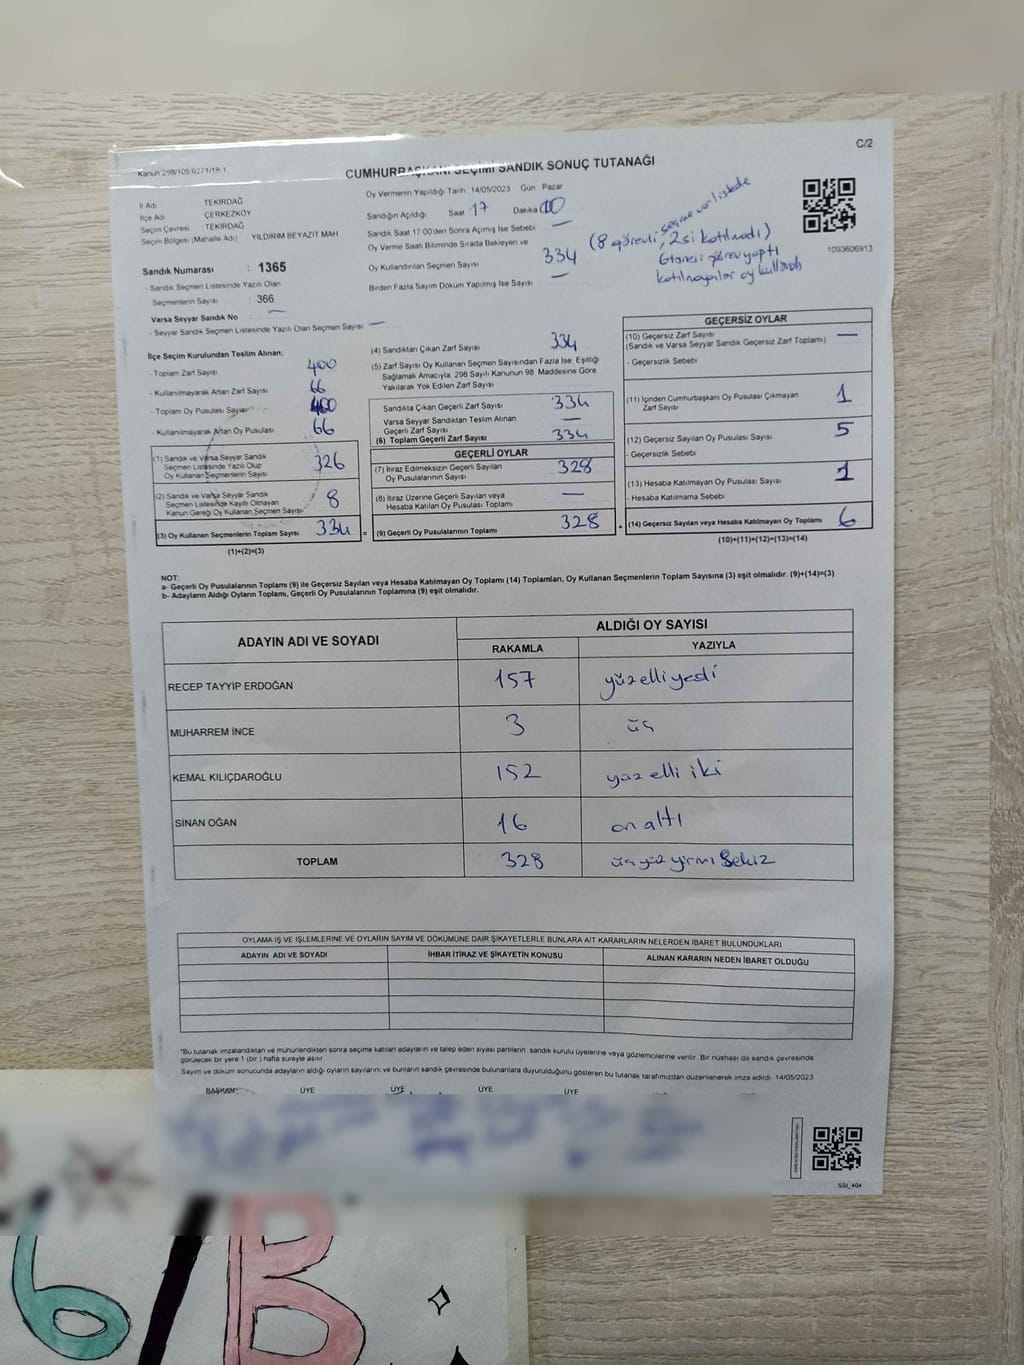 C/2
Kanun 298/105,6271/18-1
CUMHURBAŞKANI SEÇİMİ SANDIK SONUÇ TUTANAĞI
İl Adı TEKİRDAĞ
İlçe Adı ÇERKEZKÖY
Seçim Çevresi : TEKİRDAĞ
Seçim Bölgesi (Mahalle Adı) YILDIRIM BEYAZIT MAH
Sandık Numarası : 1365
- Sandık Seçmen Listesinde Yazılı Olan
Seçmenlerin Sayısı : 366
Varsa Seyyar Sandık No : —
- Seyyar Sandık Seçmen Listesinde Yazılı Olan Seçmen Sayısı —
Oy Vermenin Yapıldığı Tarih 14/05/2023 Gün Pazar
Sandığın Açıldığı Saat 17 Dakika 00
Sandık Saat 17:00'den Sonra Açılmış İse Sebebi —
Oy Verme Saati Bitiminde Sırada Bekleyen ve
Oy Kullandırılan Seçmen Sayısı 334
Birden Fazla Sayım Döküm Yapılmış İse Sayısı —
(8 görevli, seçme var listede
2si katılmadı)
6tanesi görev yaptı
katılmayanlar oy kullandı
1093606913
İlçe Seçim Kurulundan Teslim Alınan;
- Toplam Zarf Sayısı 400
- Kullanılmayarak Artan Zarf Sayısı 66
- Toplam Oy Pusulası Sayısı 400
- Kullanılmayarak Artan Oy Pusulası 66
(1) Sandık ve Varsa Seyyar Sandık
Seçmen Listesinde Yazılı Olup
Oy Kullanan Seçmenlerin Sayısı 326
(2) Sandık ve Varsa Seyyar Sandık
Seçmen Listesinde Kayıtlı Olmayan
Kanun Gereği Oy Kullanan Seçmen Sayısı 8
(3) Oy Kullanan Seçmenlerin Toplam Sayısı 334
(1)+(2)=(3)
(4) Sandıktan Çıkan Zarf Sayısı 334
(5) Zarf Sayısı Oy Kullanan Seçmen Sayısından Fazla İse, Eşitliği
Sağlamak Amacıyla, 298 Sayılı Kanunun 98. Maddesine Göre
Yakılarak Yok Edilen Zarf Sayısı
Sandıkta Çıkan Geçerli Zarf Sayısı 334
Varsa Seyyar Sandıktan Teslim Alınan
Geçerli Zarf Sayısı —
(6) Toplam Geçerli Zarf Sayısı 334
GEÇERLİ OYLAR
(7) İtiraz Edilmeksizin Geçerli Sayılan
Oy Pusulalarının Sayısı 328
(8) İtiraz Üzerine Geçerli Sayılan veya
Hesaba Katılan Oy Pusulası Toplamı —
= (9) Geçerli Oy Pusulalarının Toplamı 328 +
GEÇERSİZ OYLAR
(10) Geçersiz Zarf Sayısı —
(Sandık ve Varsa Seyyar Sandık Geçersiz Zarf Toplamı)
- Geçersizlik Sebebi
(11) İçinden Cumhurbaşkanı Oy Pusulası Çıkmayan
Zarf Sayısı 1
(12) Geçersiz Sayılan Oy Pusulası Sayısı 5
- Geçersizlik Sebebi
(13) Hesaba Katılmayan Oy Pusulası Sayısı 1
- Hesaba Katılmama Sebebi
(14) Geçersiz Sayılan veya Hesaba Katılmayan Oy Toplamı 6
(10)+(11)+(12)+(13)=(14)
NOT:
a- Geçerli Oy Pusulalarının Toplamı (9) ile Geçersiz Sayılan veya Hesaba Katılmayan Oy Toplamı (14) Toplamları, Oy Kullanan Seçmenlerin Toplam Sayısına (3) eşit olmalıdır. (9)+(14)=(3)
b- Adayların Aldığı Oyların Toplamı, Geçerli Oy Pusulalarının Toplamına (9) eşit olmalıdır.
ADAYIN ADI VE SOYADI ALDIĞI OY SAYISI
RAKAMLA YAZIYLA
RECEP TAYYIP ERDOĞAN 157 yüzelliyedi
MUHARREM İNCE 3 üç
KEMAL KILIÇDAROĞLU 152 yüzelli iki
SİNAN OĞAN 16 on altı
TOPLAM 328 üçyüzyirmi Sekiz
OYLAMA İŞ VE İŞLEMLERİNE VE OYLARIN SAYIM VE DÖKÜMÜNE DAİR ŞİKAYETLERLE BUNLARA AİT KARARLARIN NELERDEN İBARET BULUNDUKLARI
ADAYIN ADI VE SOYADI İHBAR İTİRAZ VE ŞİKAYETİN KONUSU ALINAN KARARIN NEDEN İBARET OLDUĞU
"Bu tutanak imzalandıktan ve mühürlendikten sonra seçime katılan adayların ve talep eden siyasi partilerin sandık kurulu üyelerine veya gözlemcilerine verilir. Bir nüshası da sandık çevresinde
görülecek bir yere 1 (bir ) hafta süreyle asılır.
Sayım ve döküm sonucunda adayların aldığı oyların sayılarını ve bunların sandık çevresinde bulunanlara duyurulduğunu gösteren bu tutanak tarafımızdan düzenlenerek imza edildi 14/05/2023
BAŞKAN ÜYE ÜYE ÜYE ÜYE
SSI_404
6/B